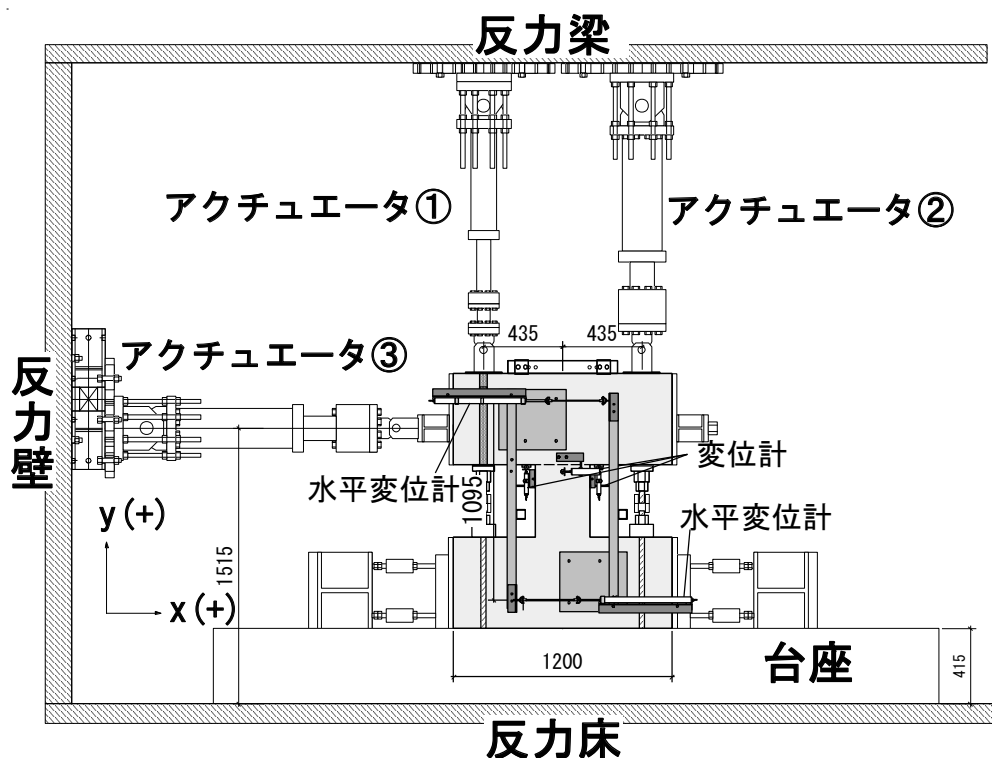 反力梁
アクチュエータ①
アクチュエータ②
435
435
アクチュエータ③
反力壁
変位計
水平変位計
1095
水平変位計
y(+)
1515
x(+)
1200
台座
415
反力床